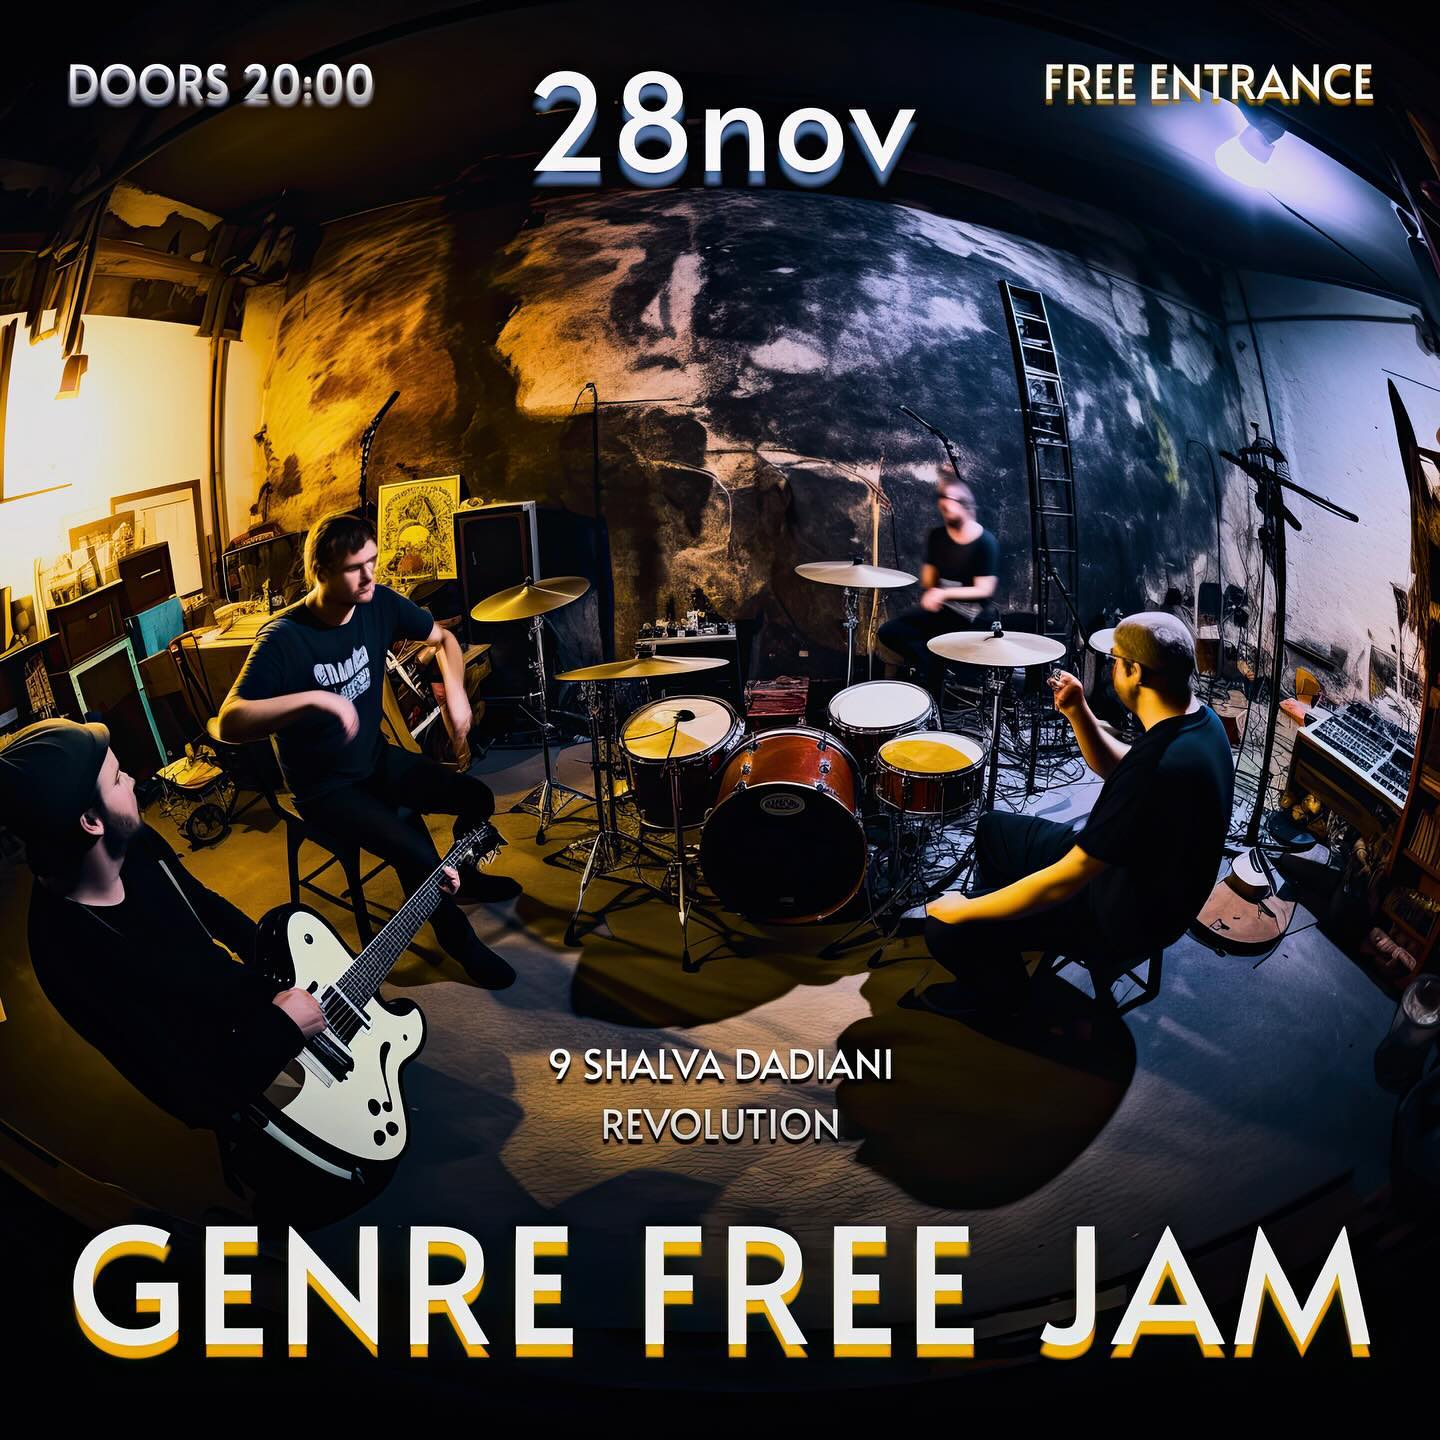 DOORS 20:00
28nov
FREE ENTRANCE
9 SHALVA DADIANI
REVOLUTION
GENRE FREE JAM